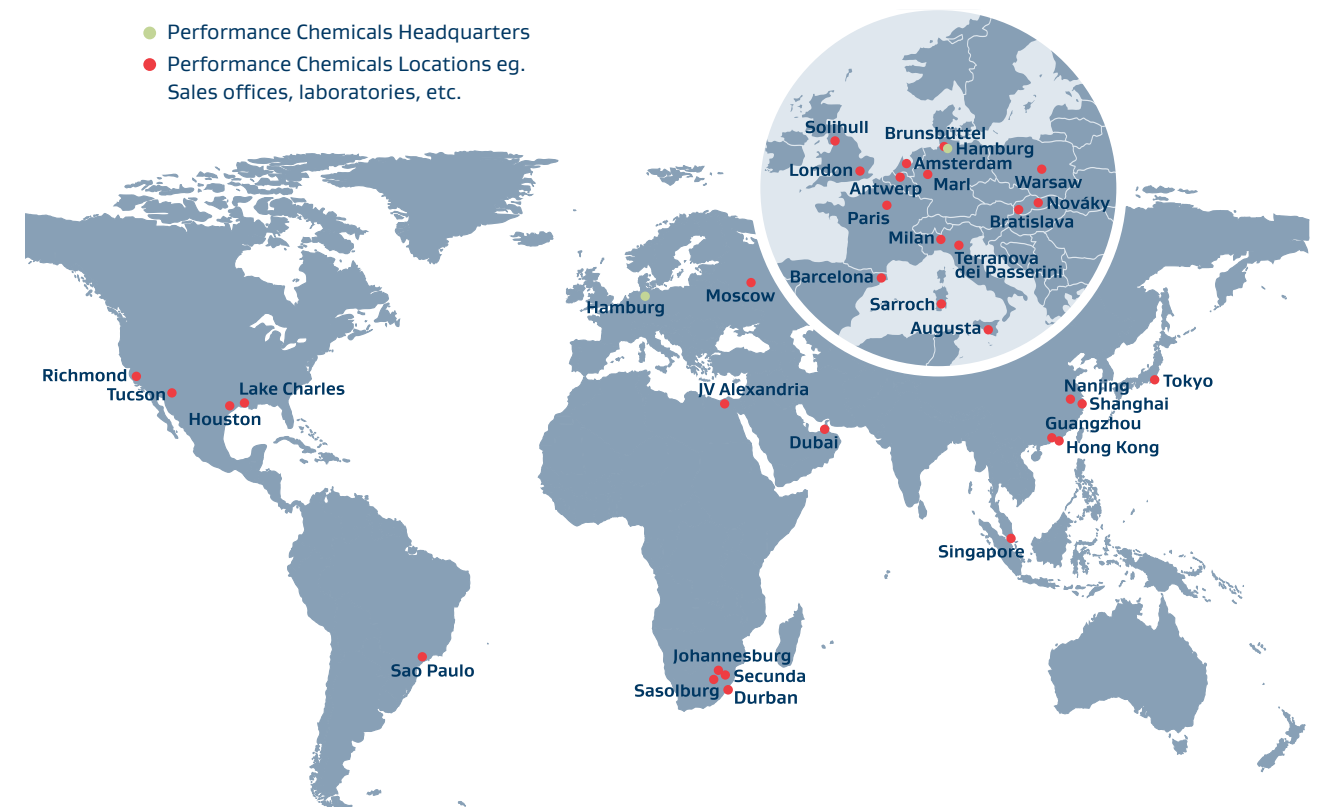 Performance Chemicals Headquarters
Performance Chemicals Locations eg.
Sales offices, laboratories, etc.
Solihull
Brunsbüttel
Hamburg
London
Amsterdam
Antwerp
Marl
Warsaw
Paris
Nováky
Bratislava
Milan
Terranova
dei Passerini
Barcelona
Sarroch
Augusta
Moscow
Hamburg
Richmond
Tucson
Lake Charles
Houston
JV Alexandria
Dubai
Nanjing
Tokyo
Shanghai
Guangzhou
Hong Kong
Singapore
Sao Paulo
Johannesburg
Secunda
Sasolburg
Durban